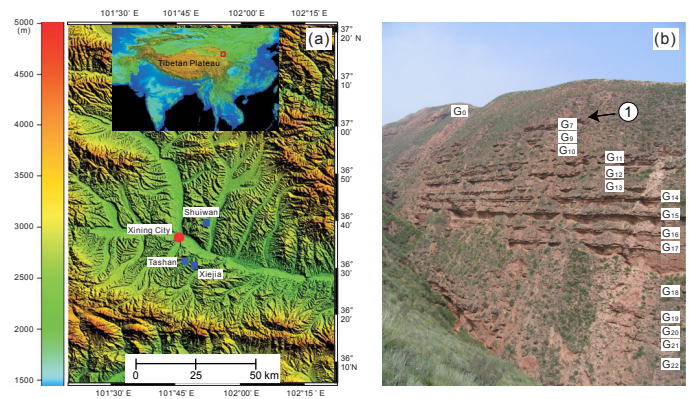 5000
(m)
4500
4000
3500
3000
2500
2000
1500
101°30′ E 101°45′ E 102°00′ E 102°15′ E
(a)
Tibetan Plateau
37°
20′ N
37°
10′
37°
00′
36°
50′
36°
40′
36°
30′
36°
20′
36°
10′N
Shuiwan
Xining City
Tashan
Xiejia
0 25 50 km
101°30′ E 101°45′ E 102°00′ E 102°15′ E
(b)
G6
1
G7
G9
G10
G11
G12
G13
G14
G15
G16
G17
G18
G19
G20
G21
G22